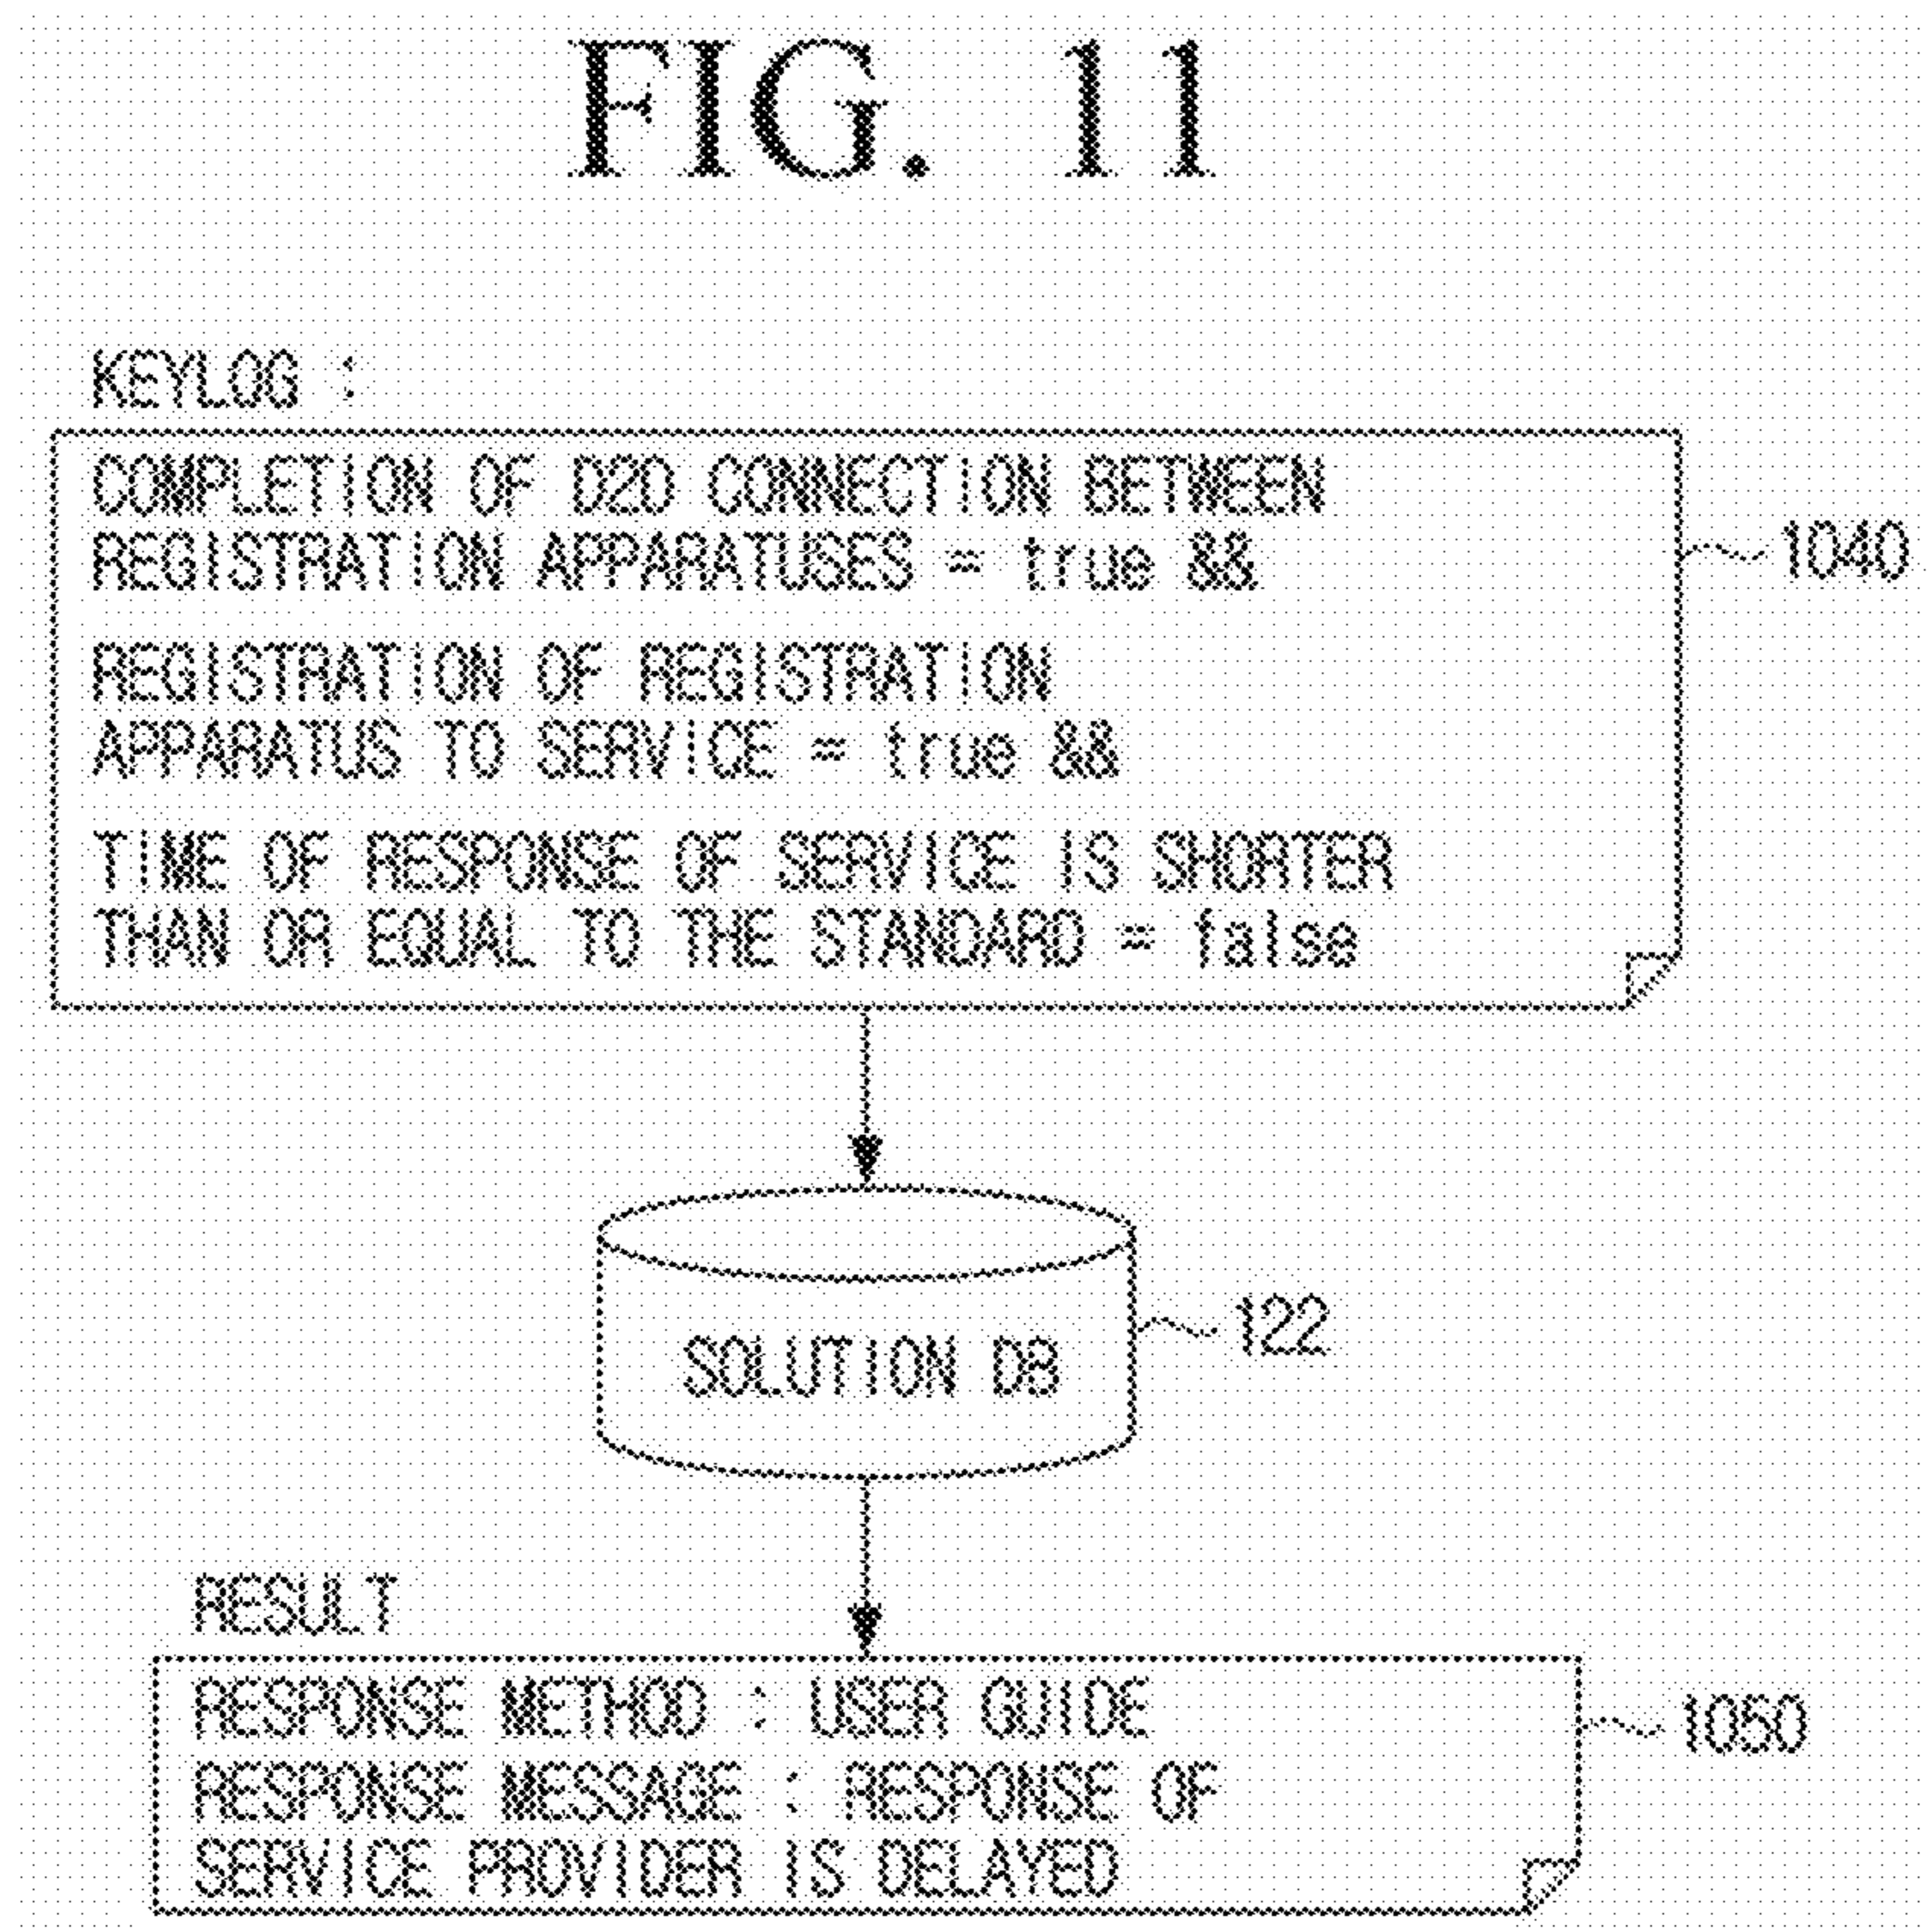 FIG. 11
KEYLOG :
COMPLETION OF D2D CONNECTION BETWEEN
REGISTRATION APPARATUSES = true &&
1040
REGISTRATION OF REGISTRATION
APPARATUS TO SERVICE = true &&
TIME OF RESPONSE OF SERVICE IS SHORTER
THAN OR EQUAL TO THE STANDARD = false
SOLUTION DB
122
RESULT
RESPONSE METHOD : USER GUIDE
1050
RESPONSE MESSAGE : RESPONSE OF
SERVICE PROVIDER IS DELAYED